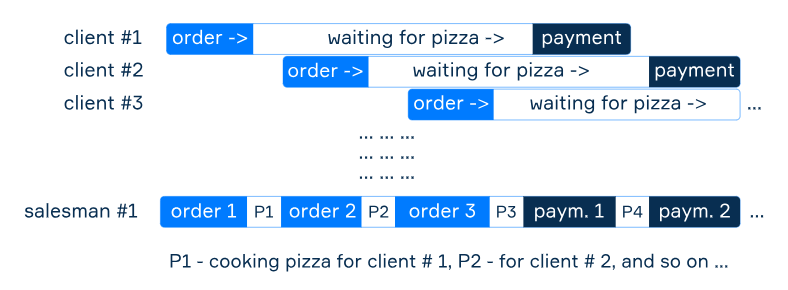 client #1 order -> waiting for pizza -> payment
client #2 order -> waiting for pizza -> payment
client #3 order -> waiting for pizza -> ...
... ... ...
... ... ...
... ... ...
salesman #1 order 1 P1 order 2 P2 order 3 P3 paym. 1 P4 paym. 2 ...
P1 - cooking pizza for client # 1, P2 - for client # 2, and so on ...